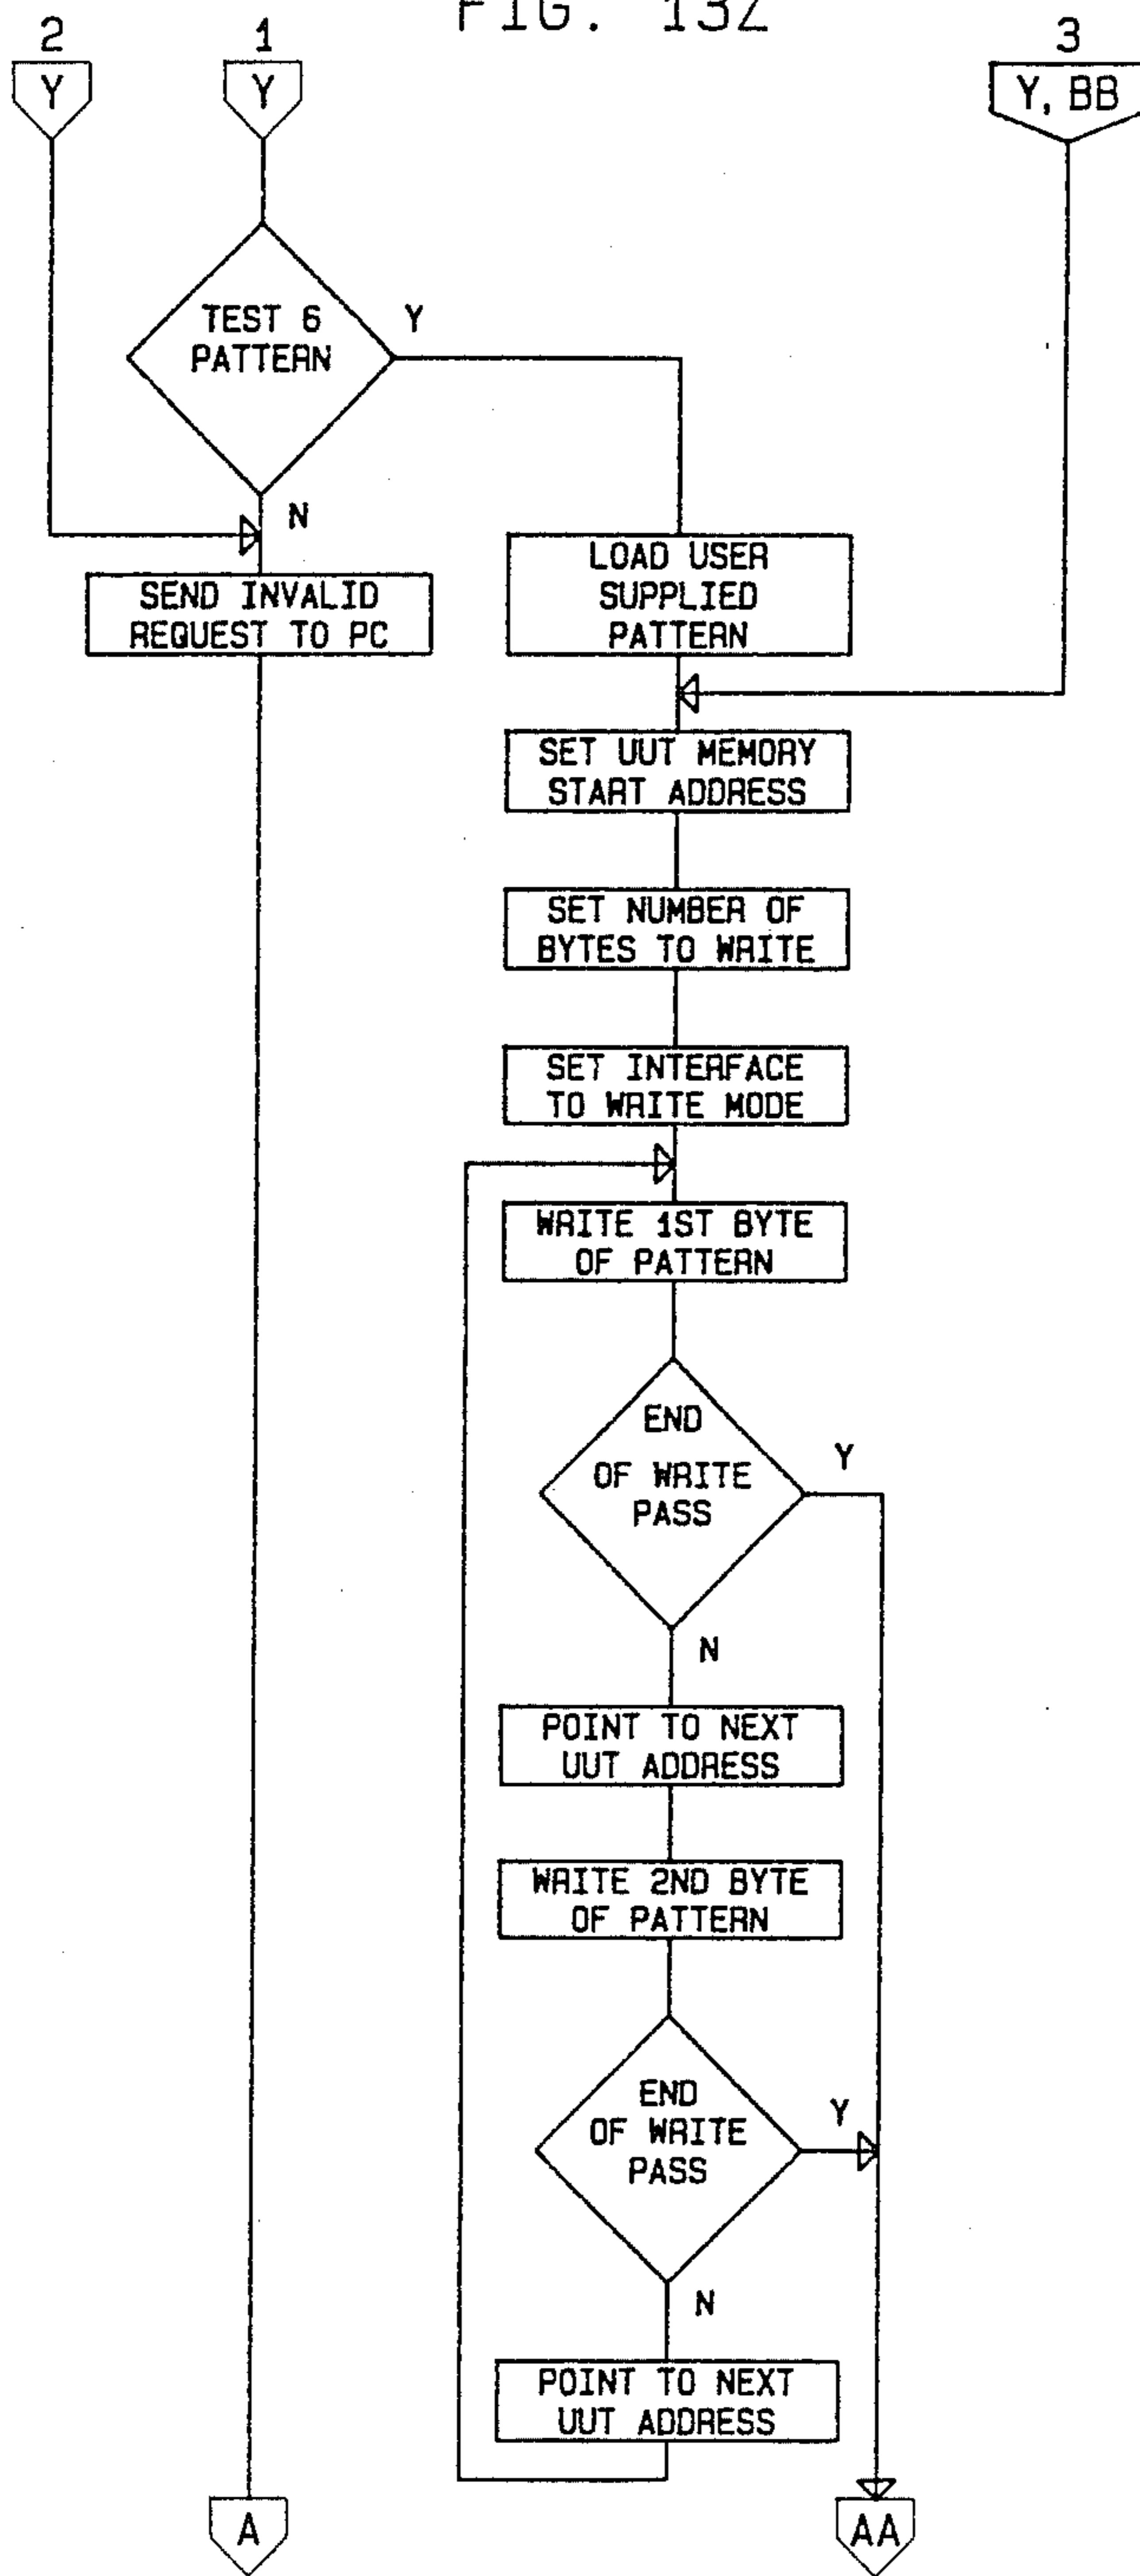 FIG. 13Z
2
1
3
Y
Y
Y, BB
TEST 6
PATTERN
Y
N
SEND INVALID
REQUEST TO PC
LOAD USER
SUPPLIED
PATTERN
SET UUT MEMORY
START ADDRESS
SET NUMBER OF
BYTES TO WRITE
SET INTERFACE
TO WRITE MODE
WRITE 1ST BYTE
OF PATTERN
END
OF WRITE
PASS
Y
N
POINT TO NEXT
UUT ADDRESS
WRITE 2ND BYTE
OF PATTERN
END
OF WRITE
PASS
Y
N
POINT TO NEXT
UUT ADDRESS
A
AA